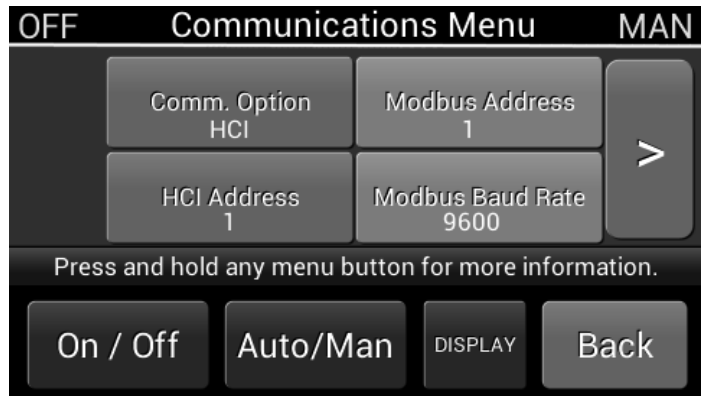 OFF Communications Menu MAN
Comm. Option
HCI
Modbus Address
1
>
HCI Address
1
Modbus Baud Rate
9600
Press and hold any menu button for more information.
On / Off Auto/Man DISPLAY Back